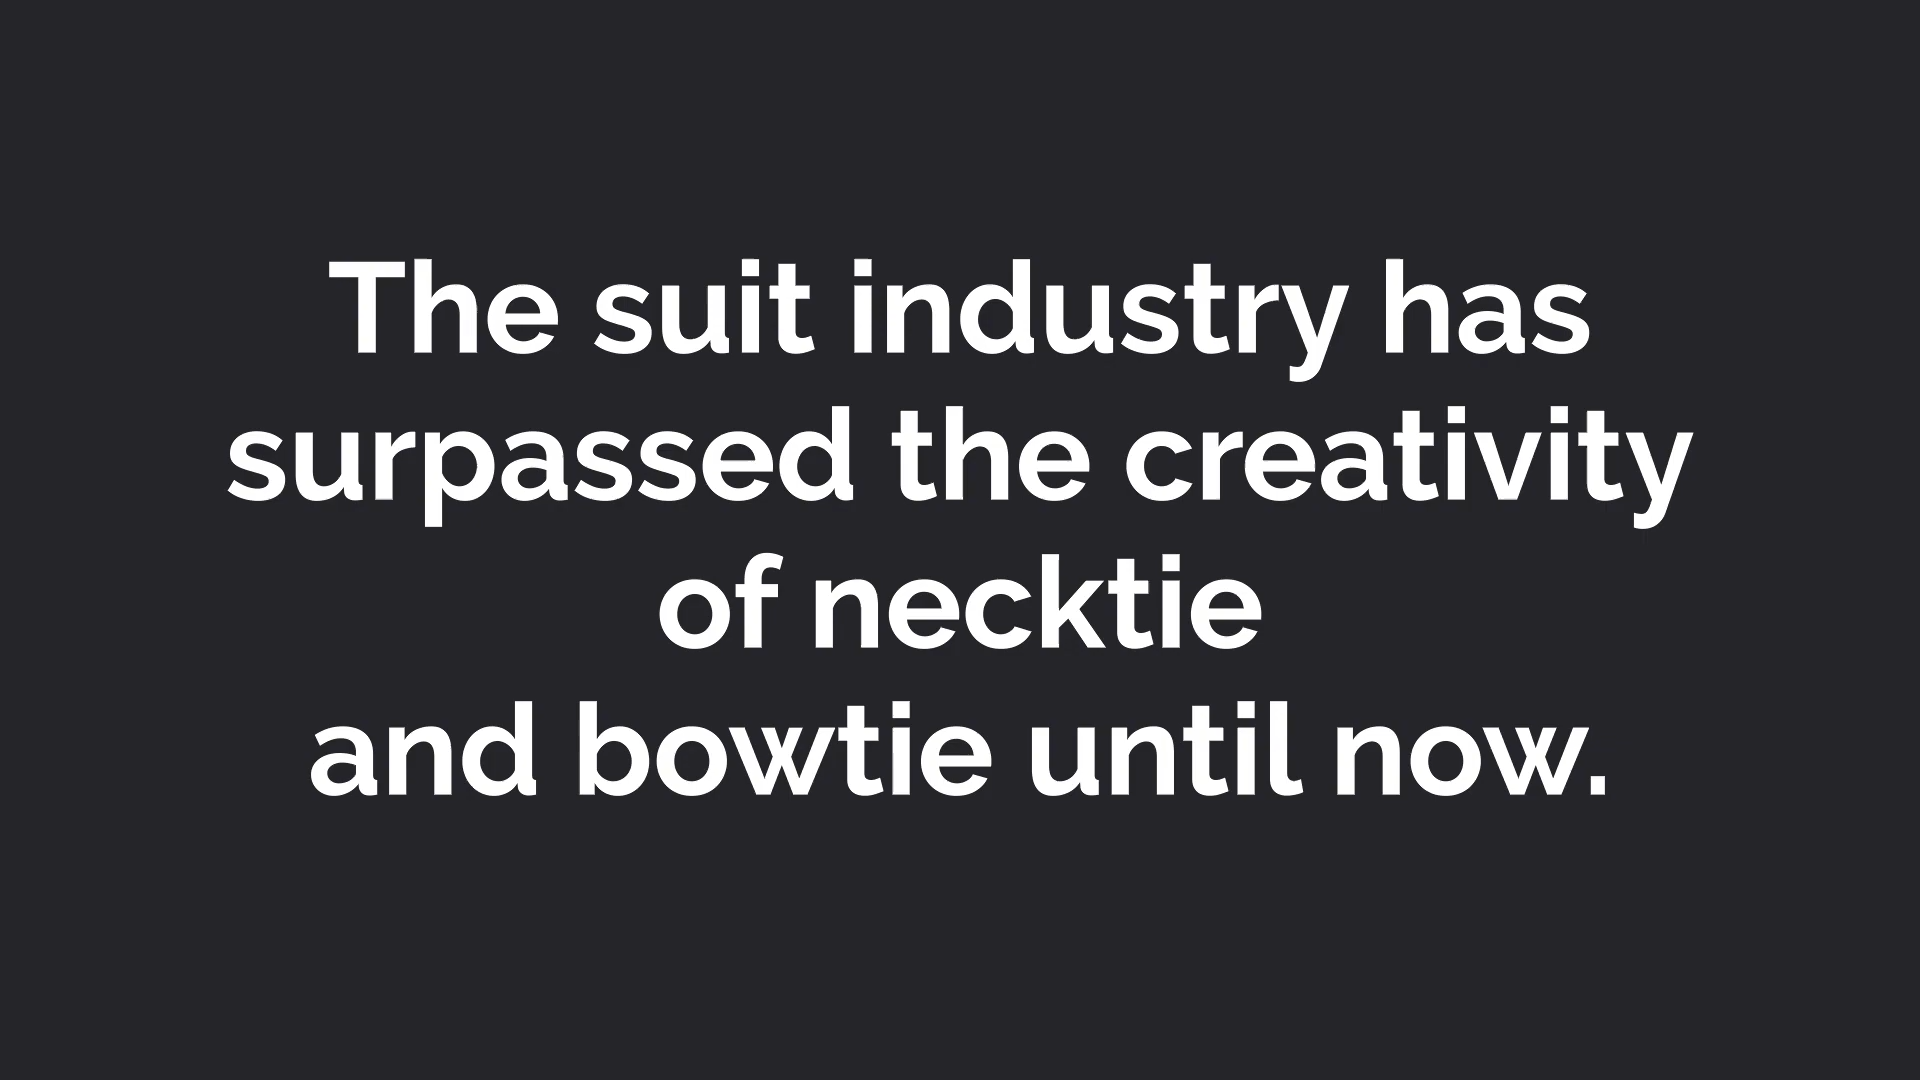 The suit industry has
surpassed the creativity
of necktie
and bowtie until now.